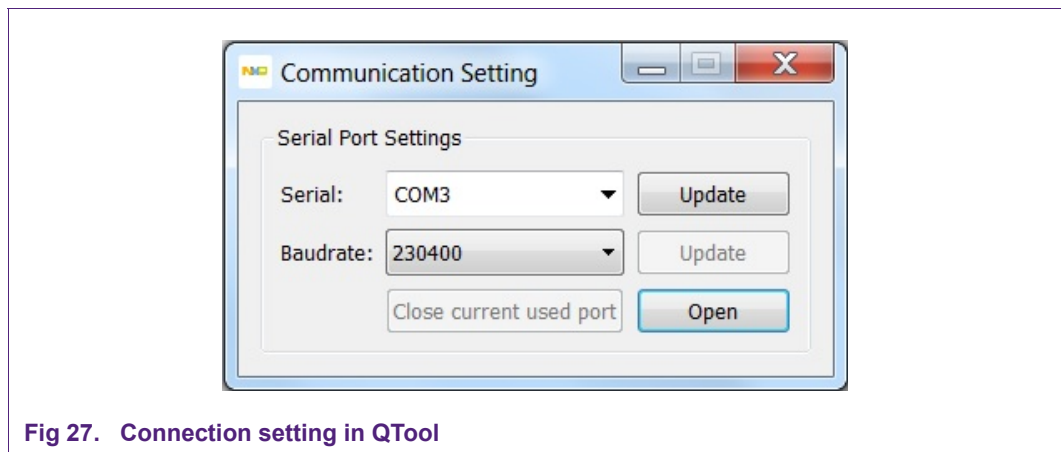 NXP Communication Setting
Serial Port Settings
Serial: COM3 Update
Baudrate: 230400 Update
Close current used port Open
Fig 27. Connection setting in QTool